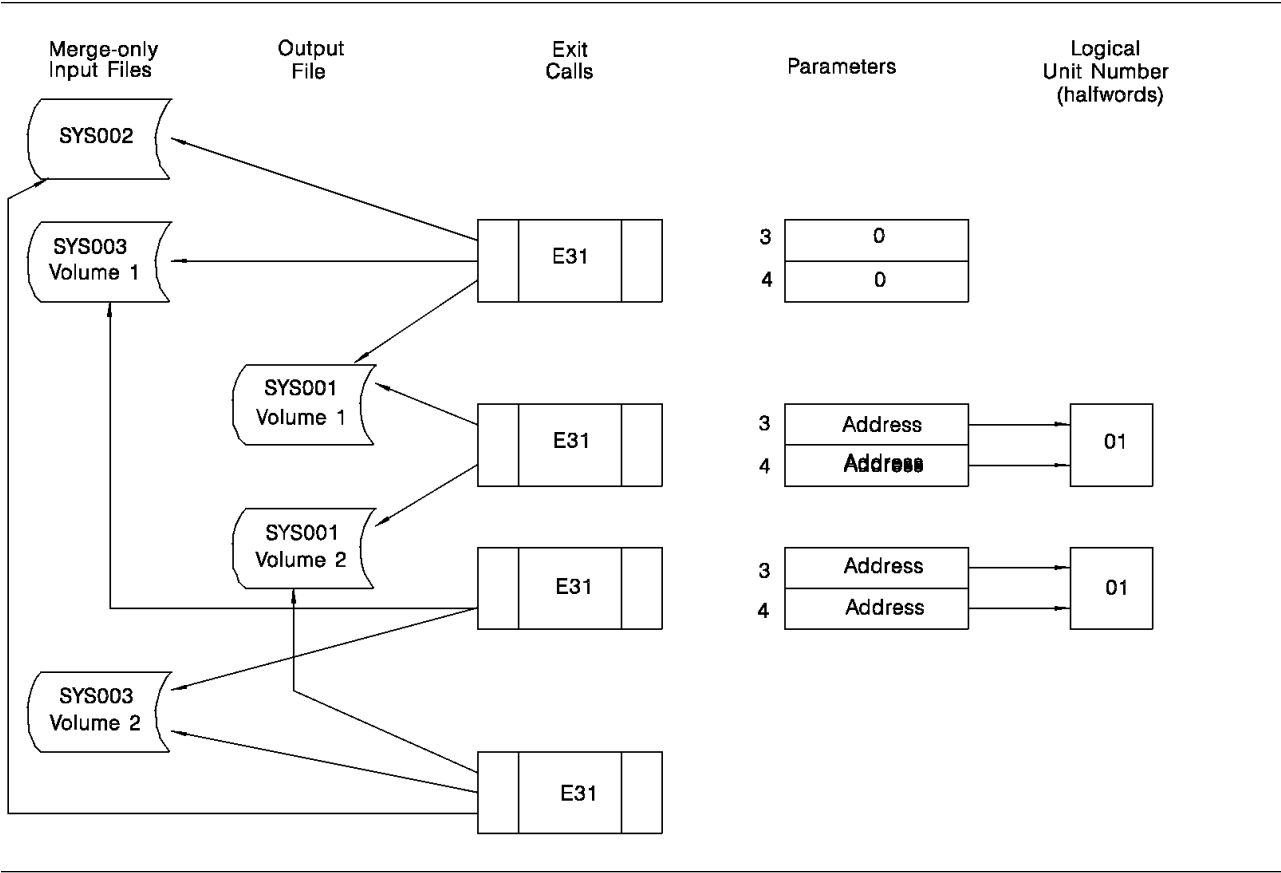 Merge-only
Input Files
Output
File
Exit
Calls
Parameters
Logical
Unit Number
(halfwords)
SYS002
SYS003
Volume 1
E31
3
0
4
0
SYS001
Volume 1
E31
3
Address
4
Address
01
SYS001
Volume 2
E31
3
Address
4
Address
01
SYS003
Volume 2
E31